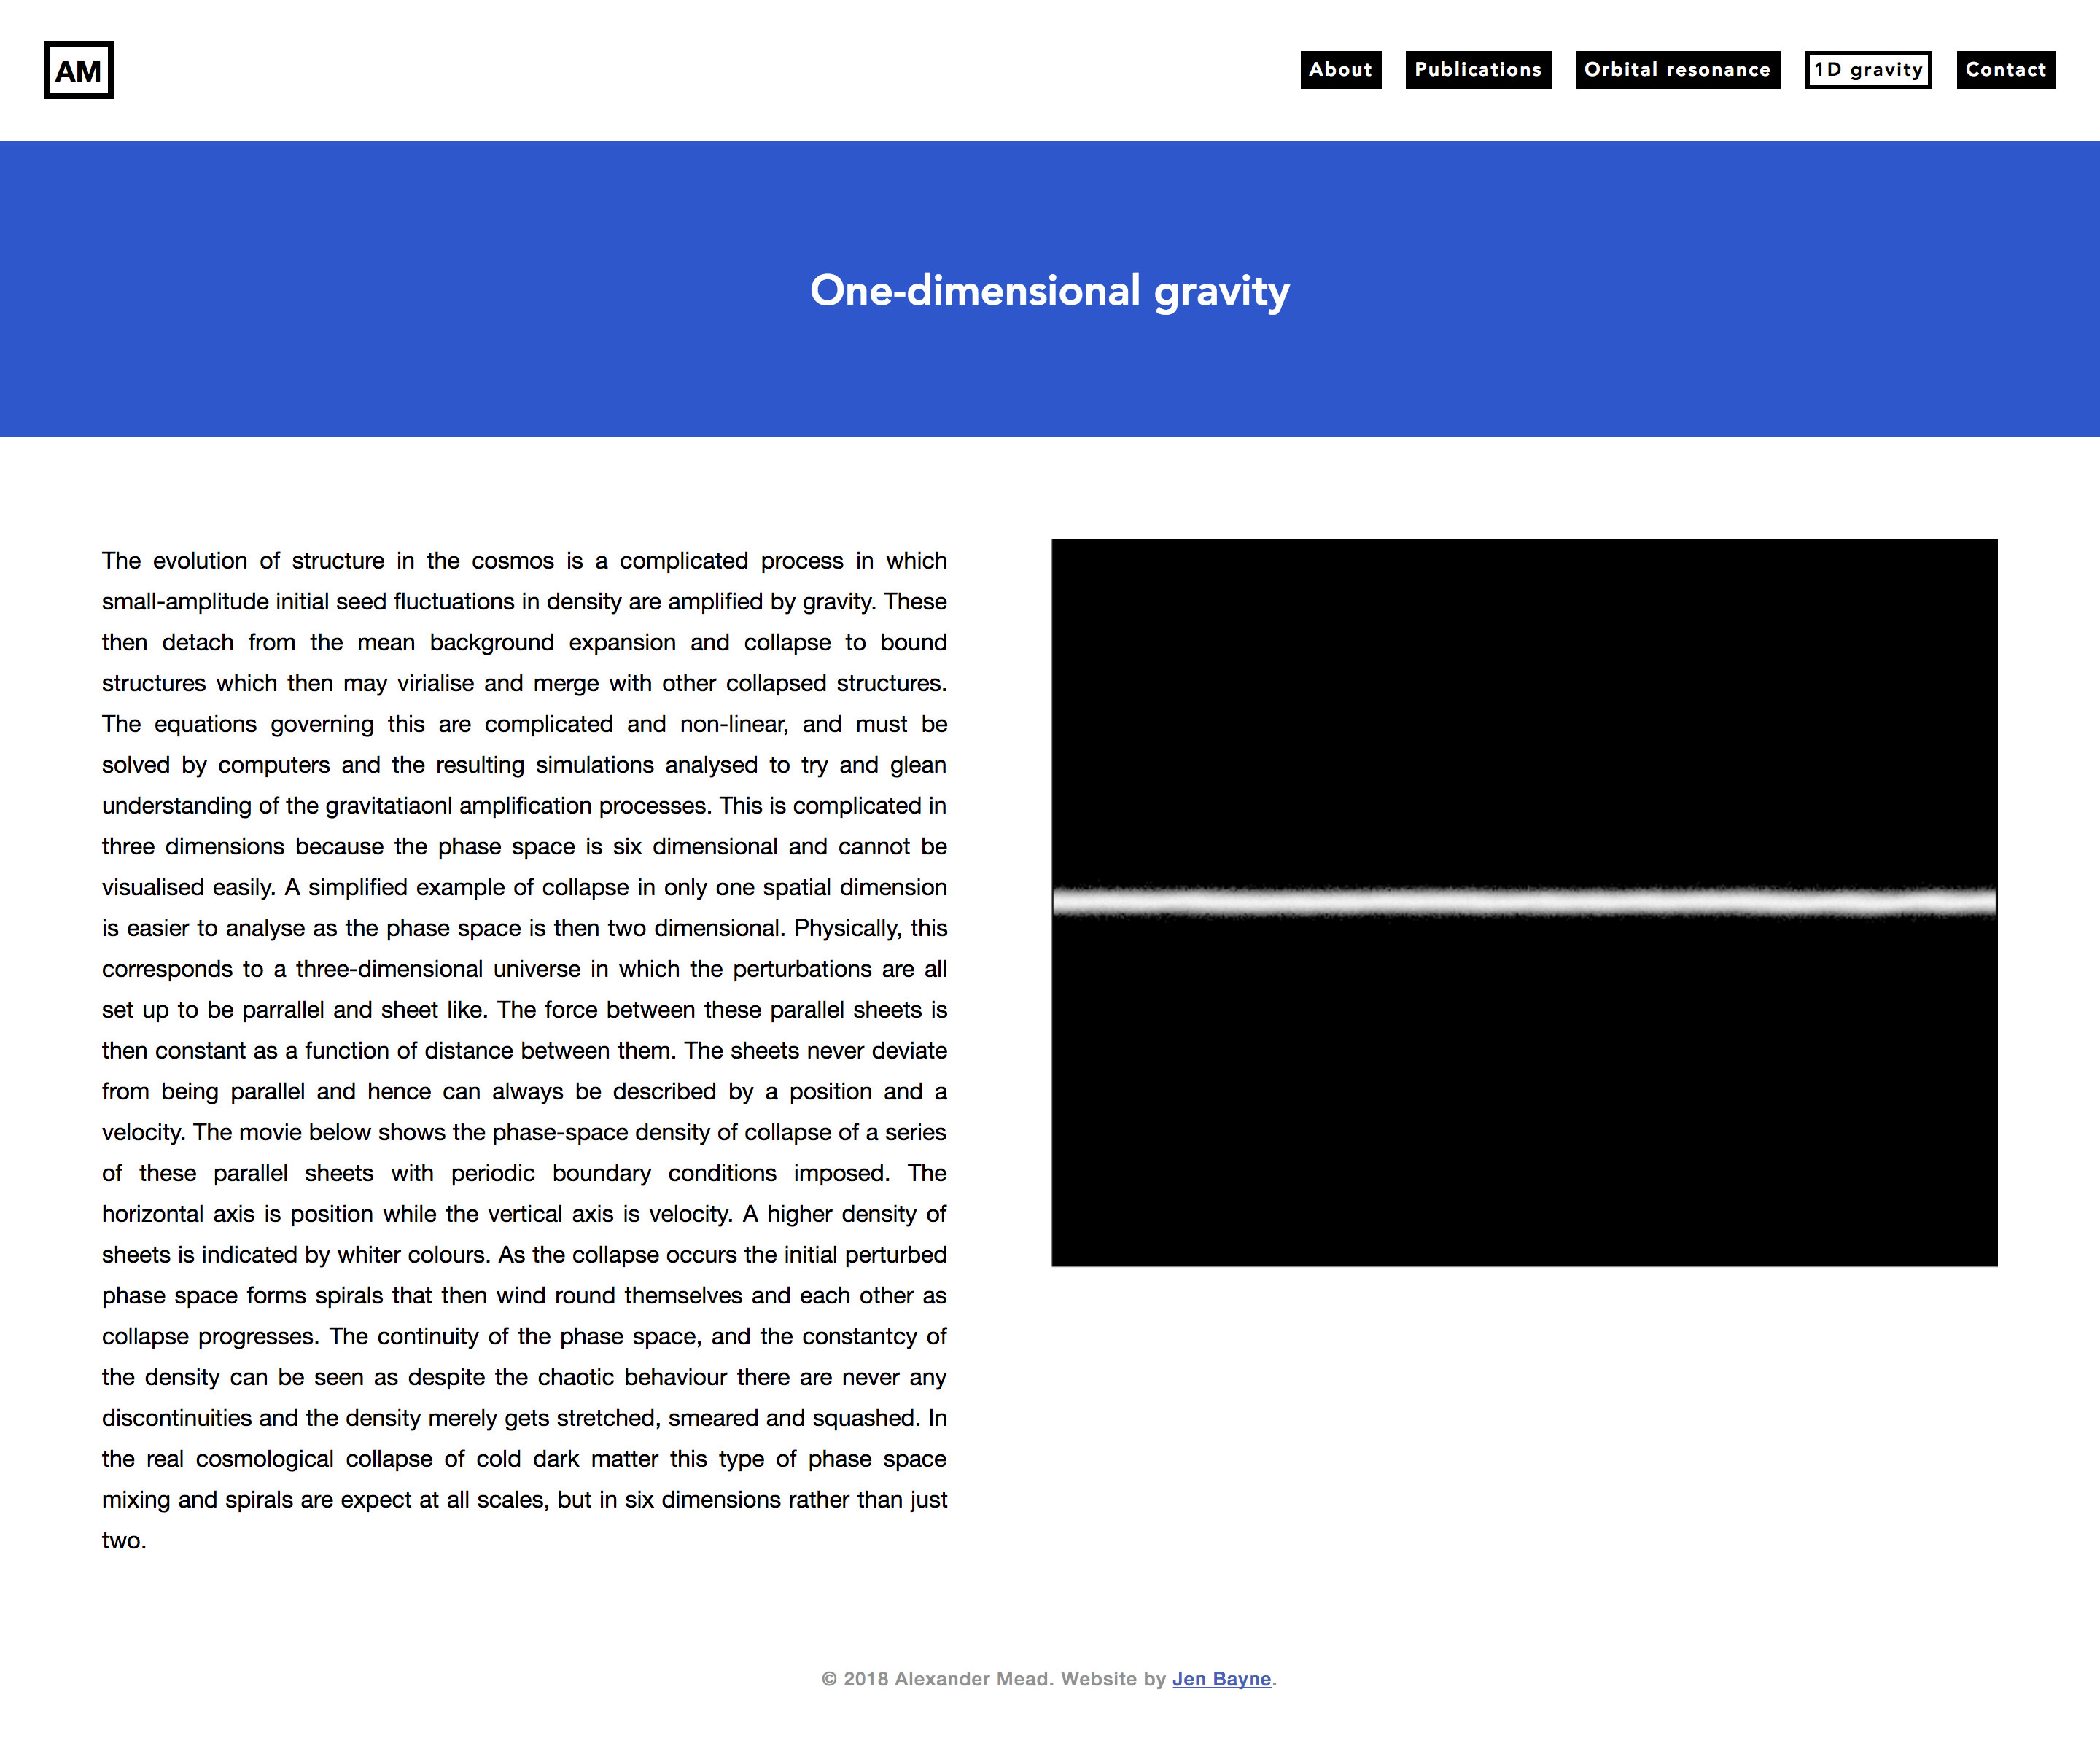 AM
About Publications Orbital resonance 1D gravity Contact
One-dimensional gravity
The evolution of structure in the cosmos is a complicated process in which
small-amplitude initial seed fluctuations in density are amplified by gravity. These
then detach from the mean background expansion and collapse to bound
structures which then may virialise and merge with other collapsed structures.
The equations governing this are complicated and non-linear, and must be
solved by computers and the resulting simulations analysed to try and glean
understanding of the gravitatiaonl amplification processes. This is complicated in
three dimensions because the phase space is six dimensional and cannot be
visualised easily. A simplified example of collapse in only one spatial dimension
is easier to analyse as the phase space is then two dimensional. Physically, this
corresponds to a three-dimensional universe in which the perturbations are all
set up to be parrallel and sheet like. The force between these parallel sheets is
then constant as a function of distance between them. The sheets never deviate
from being parallel and hence can always be described by a position and a
velocity. The movie below shows the phase-space density of collapse of a series
of these parallel sheets with periodic boundary conditions imposed. The
horizontal axis is position while the vertical axis is velocity. A higher density of
sheets is indicated by whiter colours. As the collapse occurs the initial perturbed
phase space forms spirals that then wind round themselves and each other as
collapse progresses. The continuity of the phase space, and the constantcy of
the density can be seen as despite the chaotic behaviour there are never any
discontinuities and the density merely gets stretched, smeared and squashed. In
the real cosmological collapse of cold dark matter this type of phase space
mixing and spirals are expect at all scales, but in six dimensions rather than just
two.
© 2018 Alexander Mead. Website by Jen Bayne.